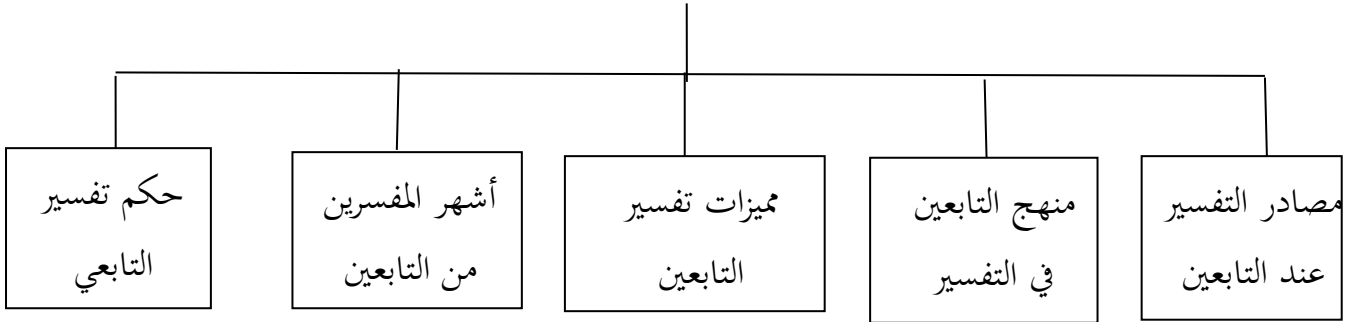 مصادر التفسير
عند التابعين
منهج التابعين
في التفسير
مميزات تفسير
التابعين
أشهر المفسرين
من التابعين
حكم تفسير
التابعي